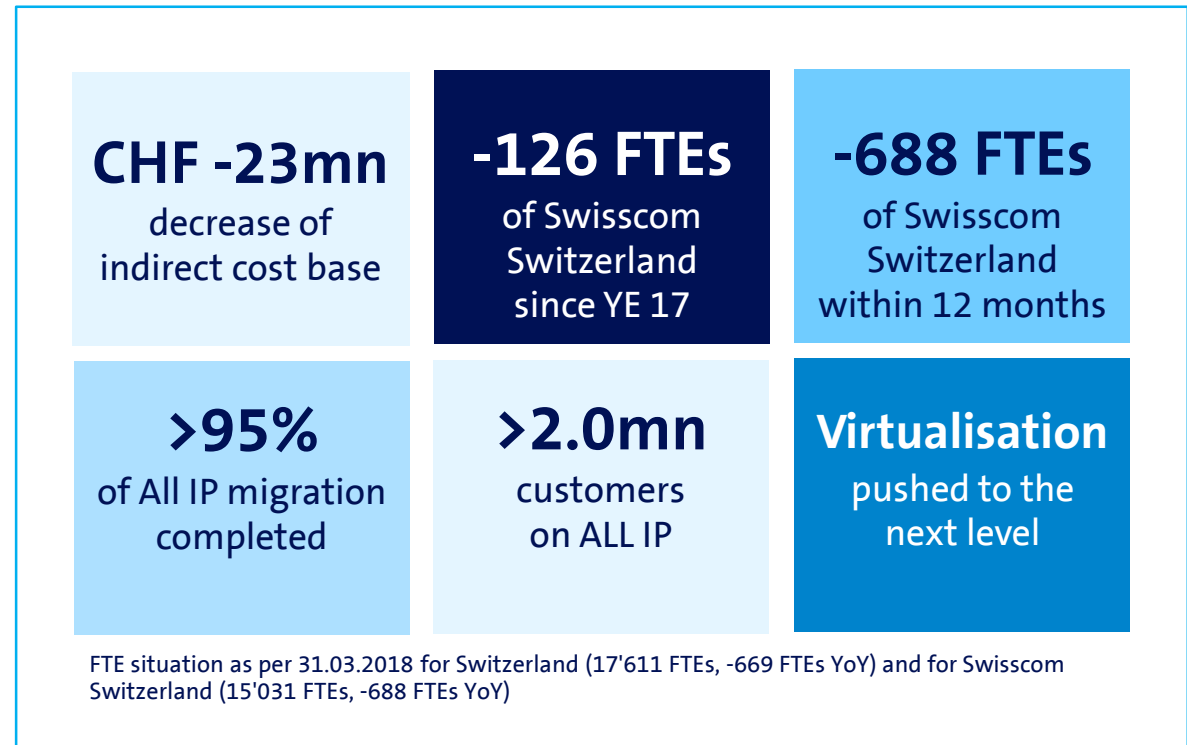 CHF -23mn
decrease of
indirect cost base
-126 FTEs
of Swisscom
Switzerland
since YE 17
-688 FTEs
of Swisscom
Switzerland
within 12 months
>95%
of All IP migration
completed
>2.0mn
customers
on ALL IP
Virtualisation
pushed to the
next level
FTE situation as per 31.03.2018 for Switzerland (17'611 FTEs, -669 FTEs YoY) and for Swisscom
Switzerland (15'031 FTEs, -688 FTEs YoY)